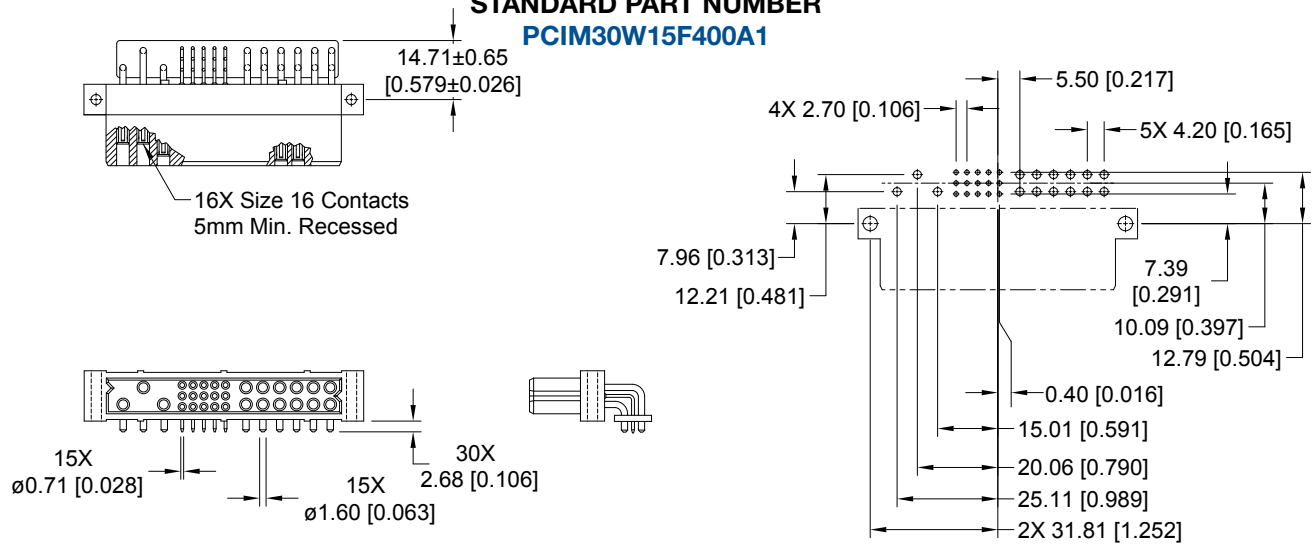 STANDARD PART NUMBER
PCIM30W15F400A1
14.71±0.65
[0.579±0.026]
16X Size 16 Contacts
5mm Min. Recessed
5.50 [0.217]
4X 2.70 [0.106]
5X 4.20 [0.165]
7.96 [0.313]
12.21 [0.481]
7.39
[0.291]
10.09 [0.397]
12.79 [0.504]
0.40 [0.016]
15.01 [0.591]
20.06 [0.790]
25.11 [0.989]
2X 31.81 [1.252]
15X
ø0.71 [0.028]
15X
ø1.60 [0.063]
30X
2.68 [0.106]